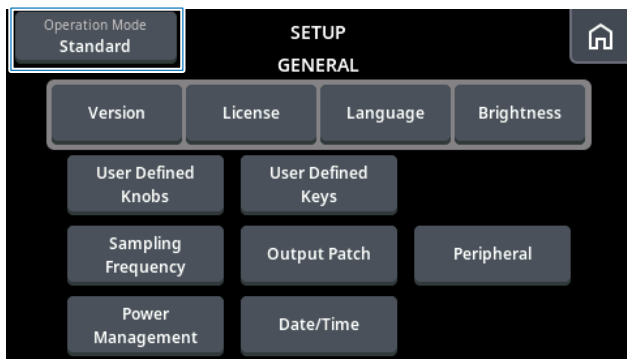 Operation Mode
Standard
SETUP
GENERAL
Version
License
Language
Brightness
User Defined
Knobs
User Defined
Keys
Sampling
Frequency
Output Patch
Peripheral
Power
Management
Date/Time